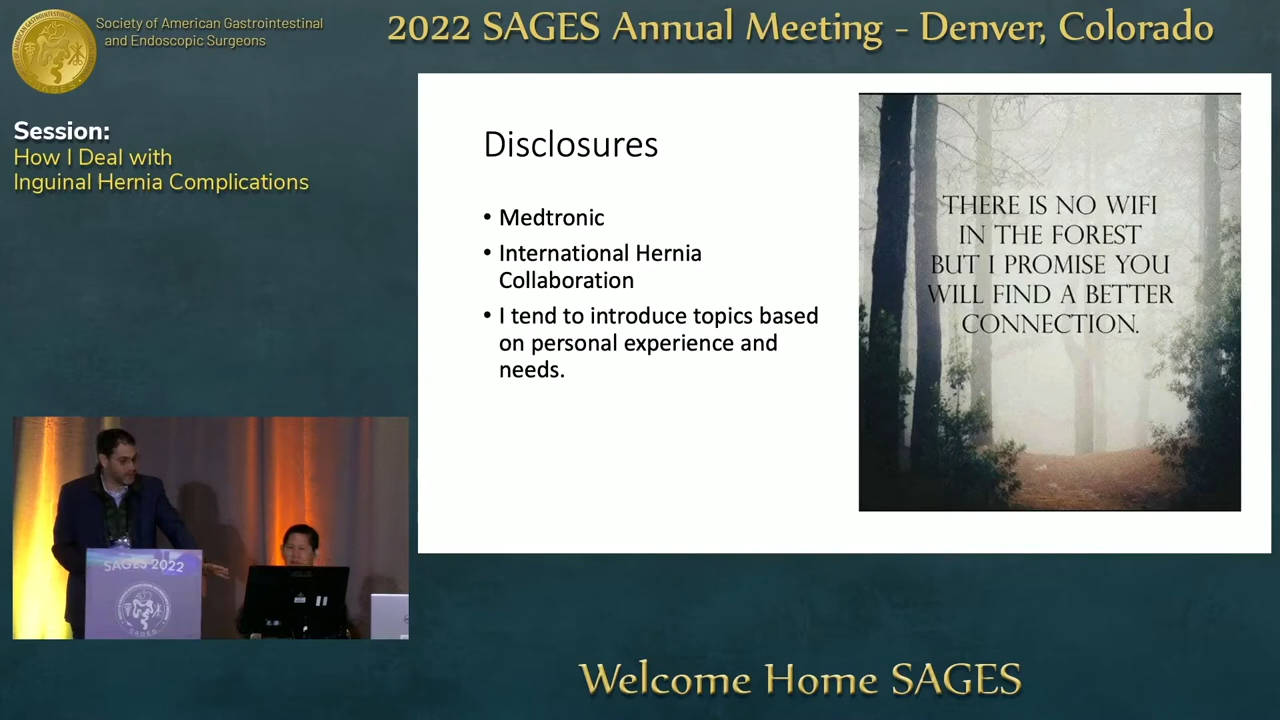 Society of American Gastrointestinal
and Endoscopic Surgeons
2022 SAGES Annual Meeting - Denver, Colorado
Session:
How I Deal with
Inguinal Hernia Complications
Disclosures
• Medtronic
• International Hernia
Collaboration
• I tend to introduce topics based
on personal experience and
needs.
THERE IS NO WIFI
IN THE FOREST
BUT I PROMISE YOU
WILL FIND A BETTER
CONNECTION.
SAGES 2022
SAGES
Welcome Home SAGES